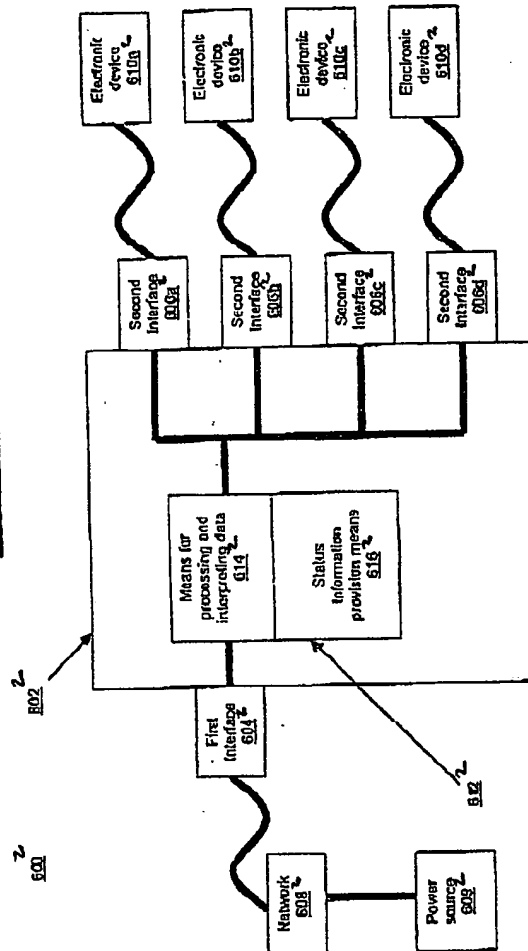 600
602
Network
608
Power
source
609
First
Interface
604
612
Means for
processing and
interpreting data
614
Status
Information
provision means
616
Second
Interface
606a
Second
Interface
606b
Second
Interface
606c
Second
Interface
606d
Electronic
device
610a
Electronic
device
610b
Electronic
device
610c
Electronic
device
610d